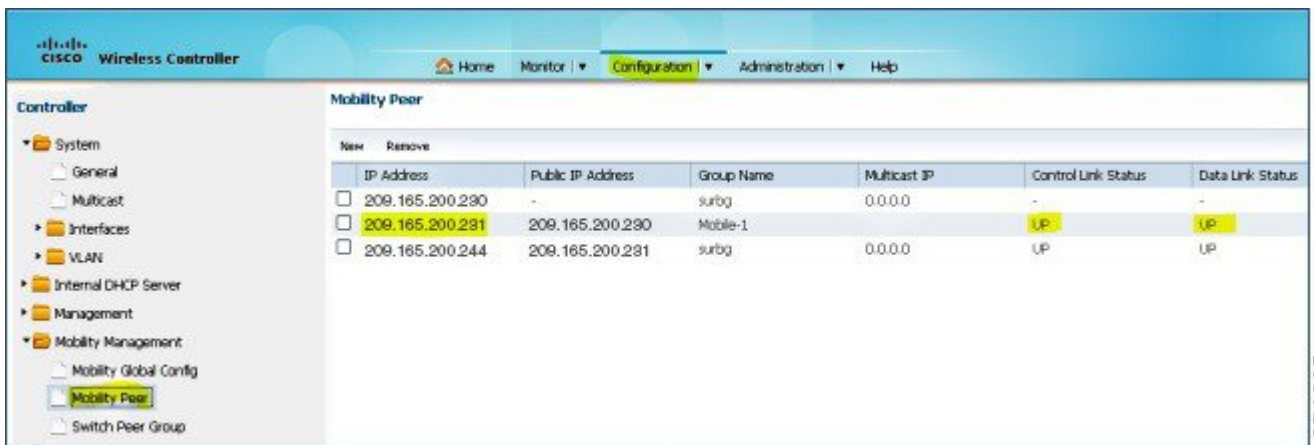 CISCO Wireless Controller
Home Monitor Configuration Administration Help
Controller
System
General
Multicast
Interfaces
VLAN
Internal DHCP Server
Management
Mobility Management
Mobility Global Config
Mobility Peer
Switch Peer Group
Mobility Peer
New Remove
IP Address Public IP Address Group Name Multicast IP Control Link Status Data Link Status
209.165.200.230 - surbg 0.0.0.0 - -
209.165.200.231 209.165.200.230 Mobile-1 UP UP
209.165.200.244 209.165.200.231 surbg 0.0.0.0 UP UP